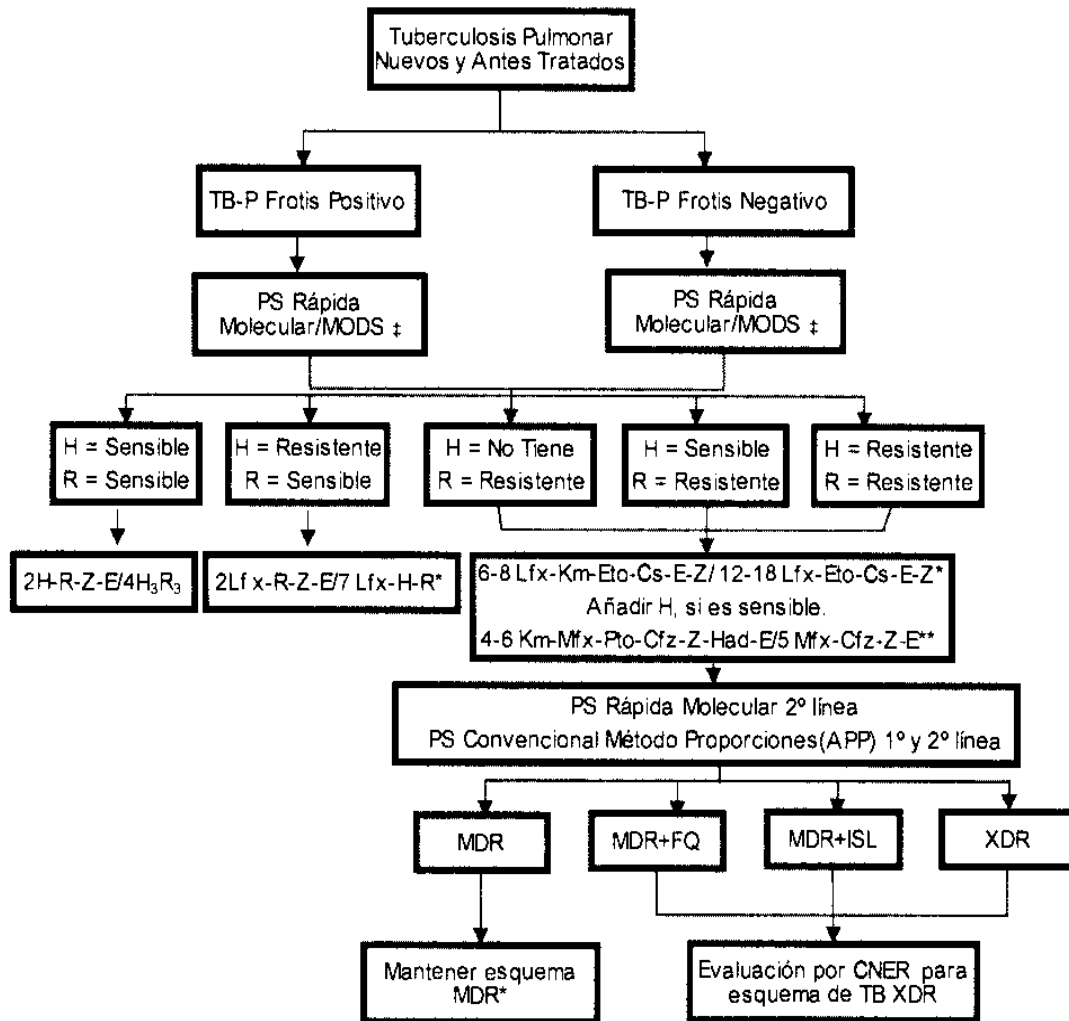 Tuberculosis Pulmonar
Nuevos y Antes Tratados
TB-P Frotis Positivo
TB-P Frotis Negativo
PS Rápida
Molecular/MODS ‡
PS Rápida
Molecular/MODS ‡
H = Sensible
R = Sensible
H = Resistente
R = Sensible
H = No Tiene
R = Resistente
H = Sensible
R = Resistente
H = Resistente
R = Resistente
2H-R-Z-E/4H₃R₃
2Lfx-R-Z-E/7 Lfx-H-R*
6-8 Lfx-Km-Eto-Cs-E-Z/ 12-18 Lfx-Eto-Cs-E-Z*
Añadir H, si es sensible.
4-6 Km-Mfx-Pto-Cfz-Z-Had-E/5 Mfx-Cfz-Z-E**
PS Rápida Molecular 2º línea
PS Convencional Método Proporciones(APP) 1º y 2º línea
MDR
MDR+FQ
MDR+ISL
XDR
Mantener esquema
MDR*
Evaluación por CNER para
esquema de TB XDR